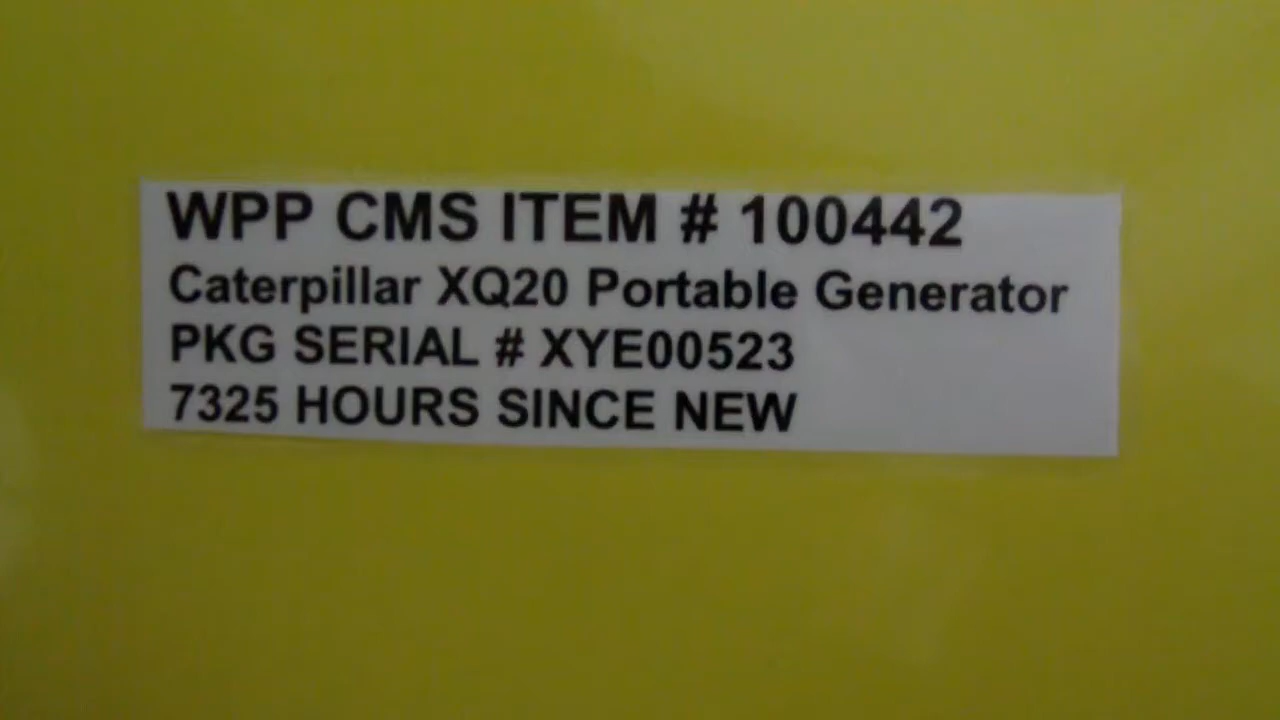 WPP CMS ITEM # 100442
Caterpillar XQ20 Portable Generator
PKG SERIAL # XYE00523
7325 HOURS SINCE NEW